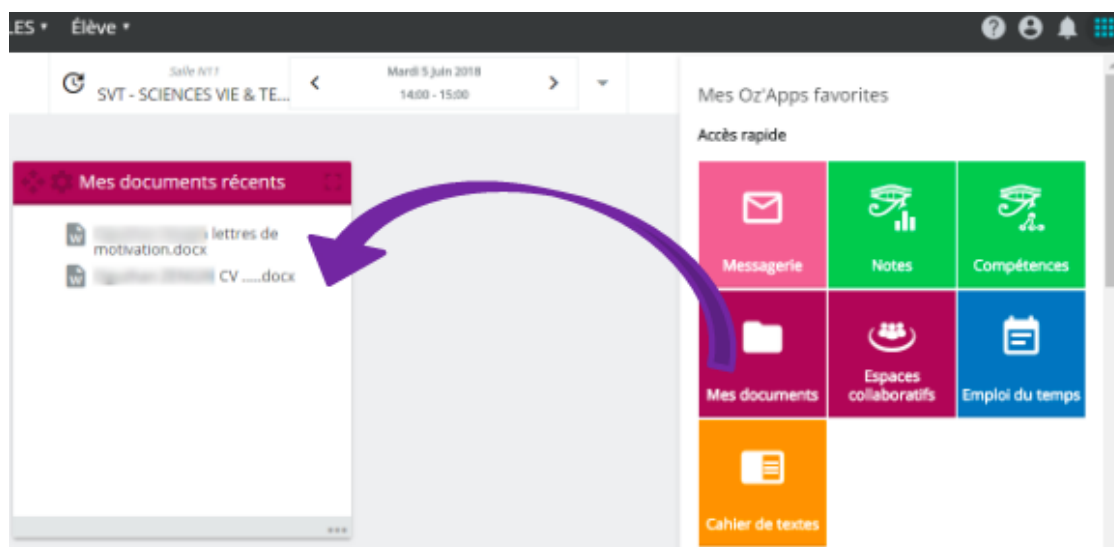 .ES Élève
Salle N11
SVT - SCIENCES VIE & TE...
Mardi 5 Juin 2018
14:00 - 15:00
Mes documents récents
lettres de
motivation.docx
CV .....docx
Mes Oz'Apps favorites
Accès rapide
Messagerie
Notes
Compétences
Mes documents
Espaces
collaboratifs
Emploi du temps
Cahier de textes